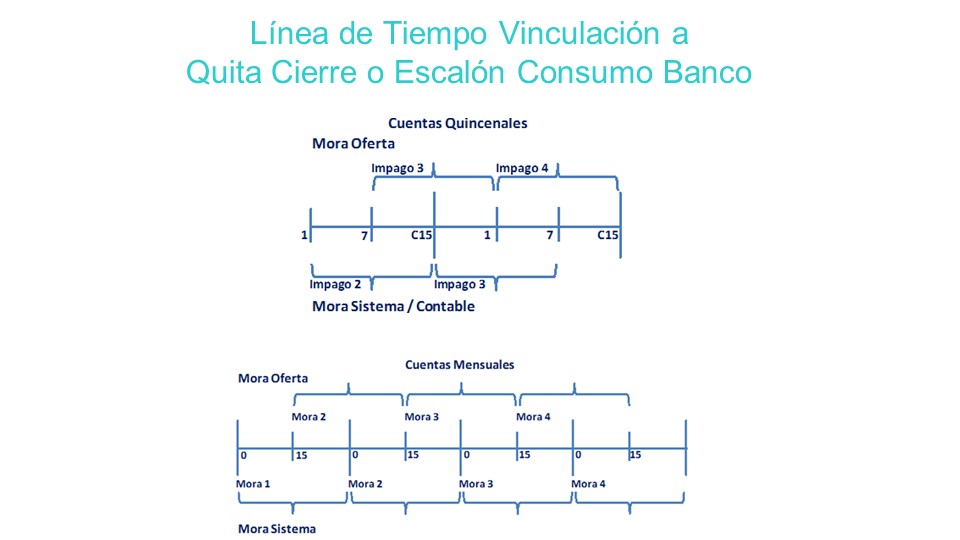 Línea de Tiempo Vinculación a
Quita Cierre o Escalón Consumo Banco
Cuentas Quincenales
Mora Oferta
Impago 3 Impago 4
1 7 C15 1 7 C15
Impago 2 Impago 3
Mora Sistema / Contable
Cuentas Mensuales
Mora Oferta
Mora 2 Mora 3 Mora 4
0 15 0 15 0 15 0 15
Mora 1 Mora 2 Mora 3 Mora 4
Mora Sistema